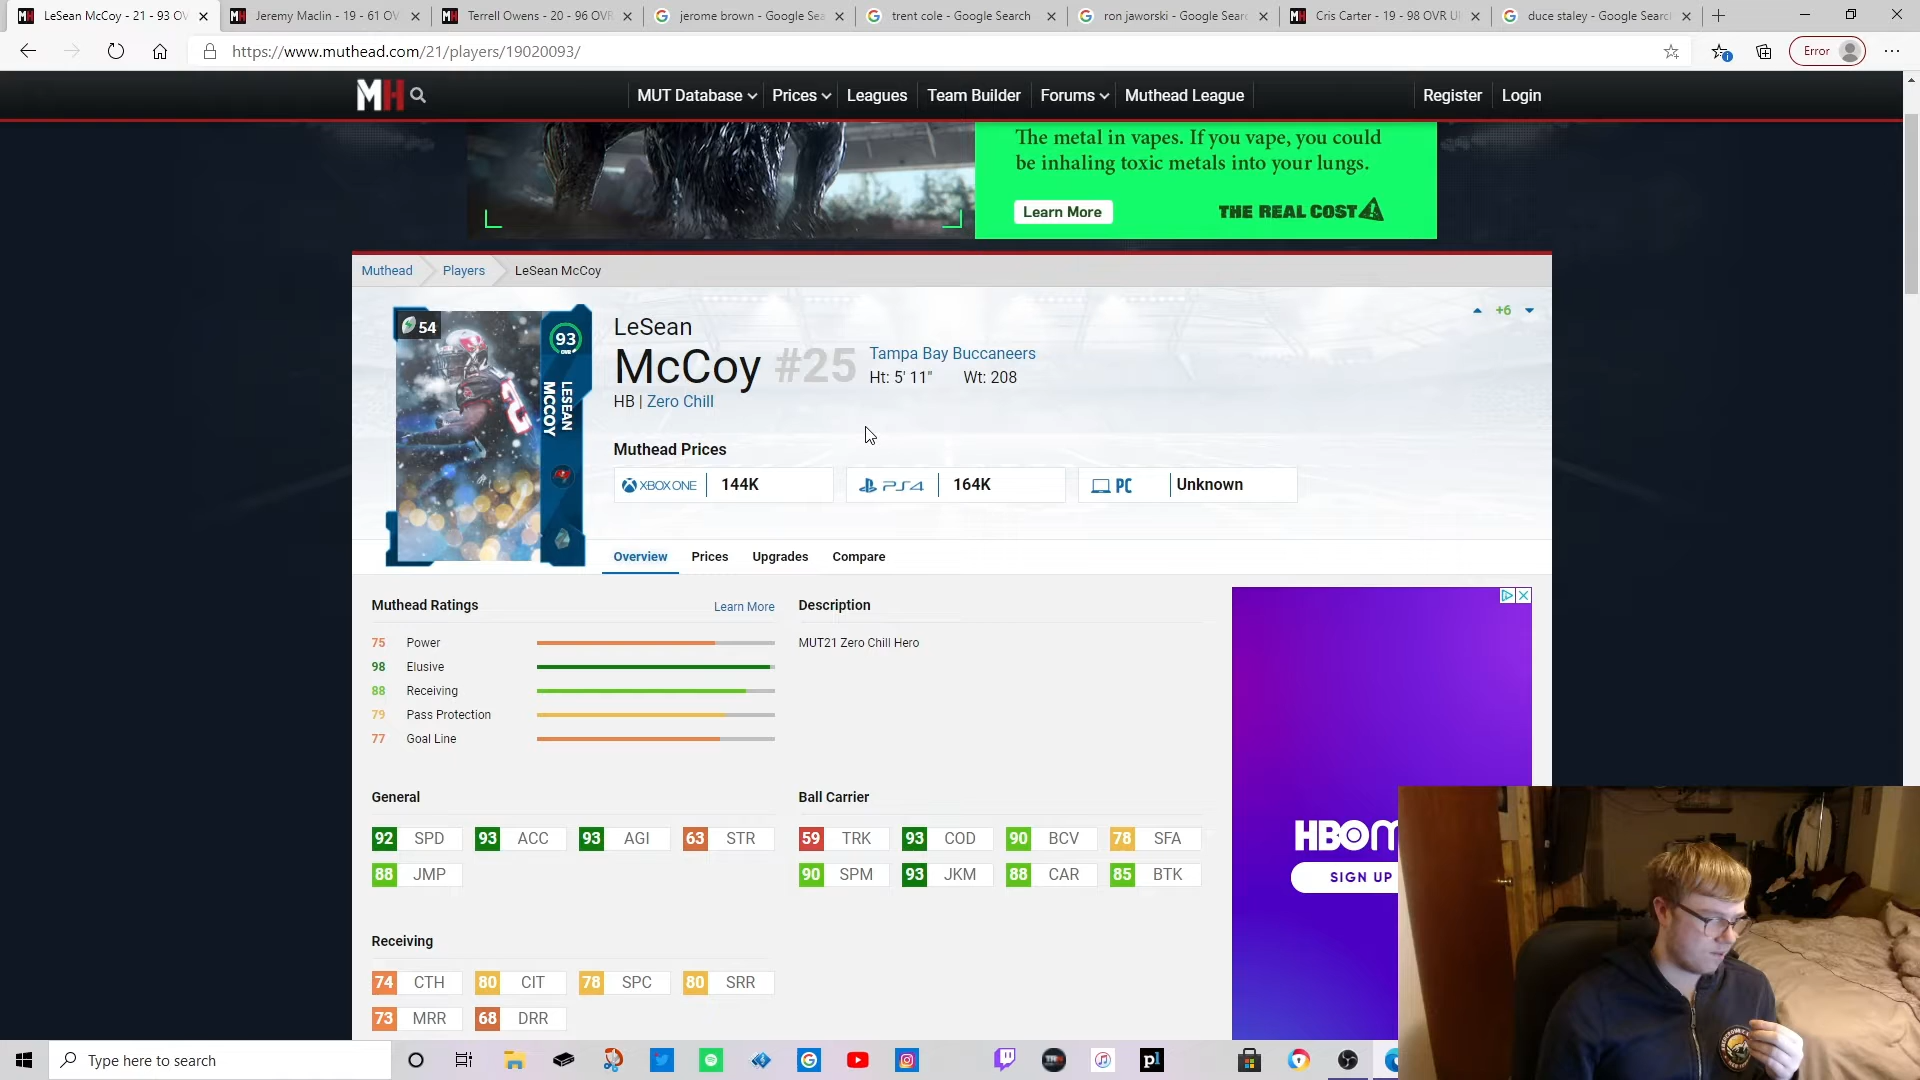 LeSean McCoy - 21 - 93 OV
Jeremy Maclin - 19 - 61 OV
Terrell Owens - 20 - 96 OVR
jerome brown - Google Sea
trent cole - Google Search
ron jaworski - Google Searc
Cris Carter - 19 - 98 OVR Ul
duce staley - Google Search
https://www.muthead.com/21/players/19020093/
Error
MH
MUT Database
Prices
Leagues
Team Builder
Forums
Muthead League
Register
Login
The metal in vapes. If you vape, you could
be inhaling toxic metals into your lungs.
Learn More
THE REAL COST
Muthead
Players
LeSean McCoy
54
93
OVR
LESEAN
MCCOY
LeSean
McCoy #25
Tampa Bay Buccaneers
Ht: 5' 11" Wt: 208
HB | Zero Chill
+6
Muthead Prices
XBOX ONE 144K
PS4 164K
PC Unknown
Overview
Prices
Upgrades
Compare
Muthead Ratings
Learn More
75 Power
98 Elusive
88 Receiving
79 Pass Protection
77 Goal Line
Description
MUT21 Zero Chill Hero
General
92 SPD 93 ACC 93 AGI 63 STR
88 JMP
Ball Carrier
59 TRK 93 COD 90 BCV 78 SFA
90 SPM 93 JKM 88 CAR 85 BTK
Receiving
74 CTH 80 CIT 78 SPC 80 SRR
73 MRR 68 DRR
HBO
SIGN UP
Type here to search
pl